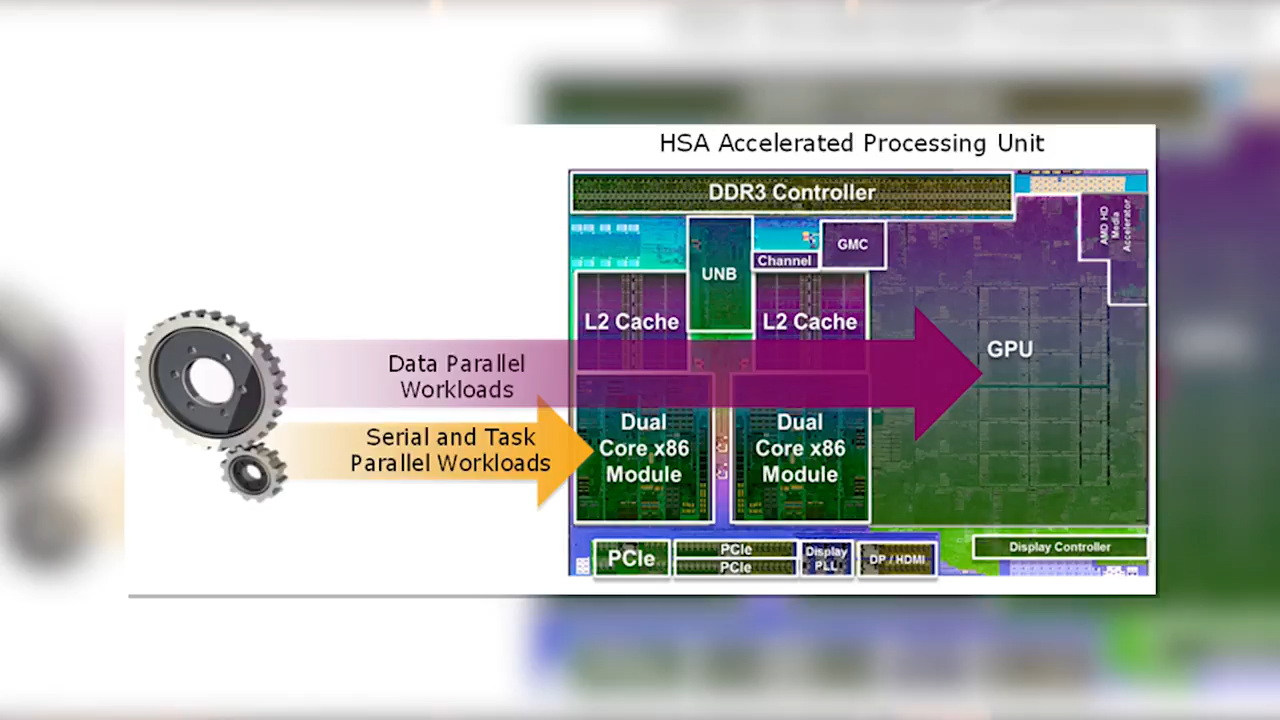 HSA Accelerated Processing Unit
DDR3 Controller
AMD HD
Media
Accelerator
UNB
Channel
GMC
L2 Cache
L2 Cache
GPU
Data Parallel
Workloads
Serial and Task
Parallel Workloads
Dual
Core x86
Module
Dual
Core x86
Module
PCIe
PCIe
PCIe
Display
PLL
DP / HDMI
Display Controller